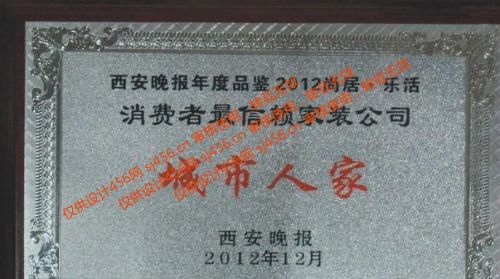 西安晚报年度品鉴 2012尚居·乐活
消费者最信赖家装公司
城市人家
西安晚报
2012年12月